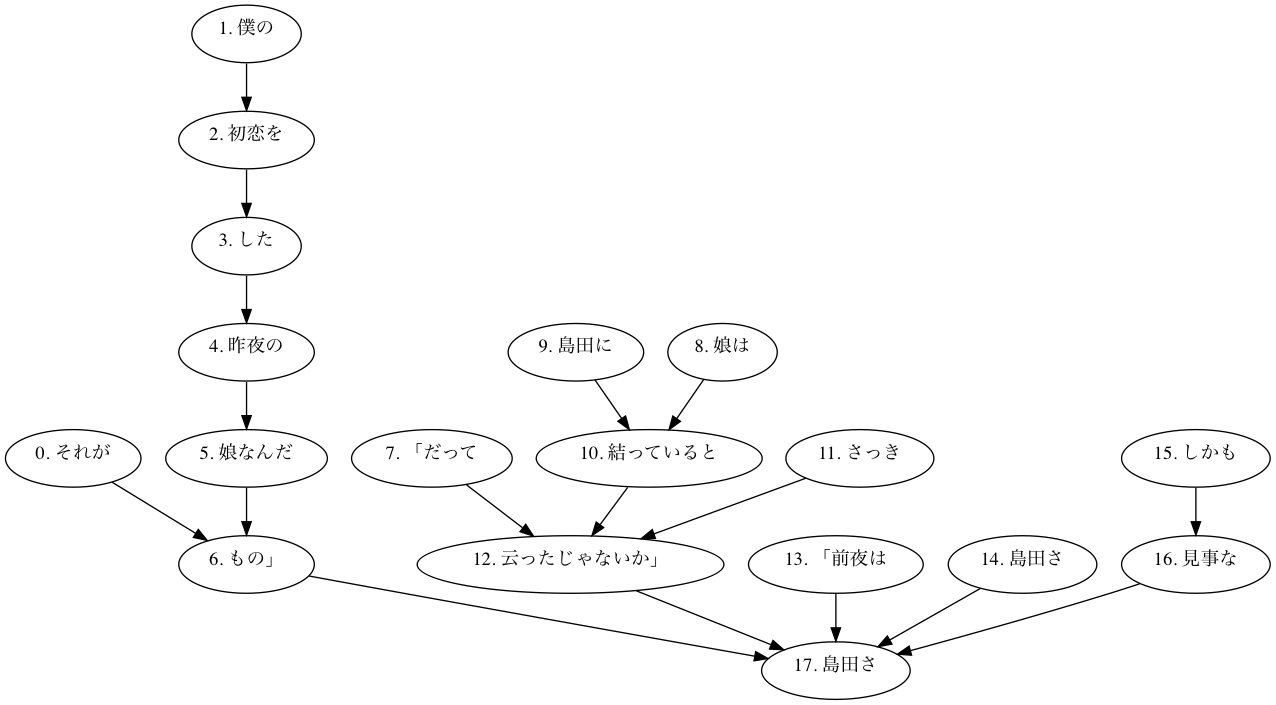 1. 僕の
2. 初恋を
3. した
4. 昨夜の
9. 島田に
8. 娘は
0. それが
5. 娘なんだ
7. 「だって
10. 結っていると
11. さっき
15. しかも
6. もの」
12. 云ったじゃないか」
13. 「前夜は
14. 島田さ
16. 見事な
17. 島田さ